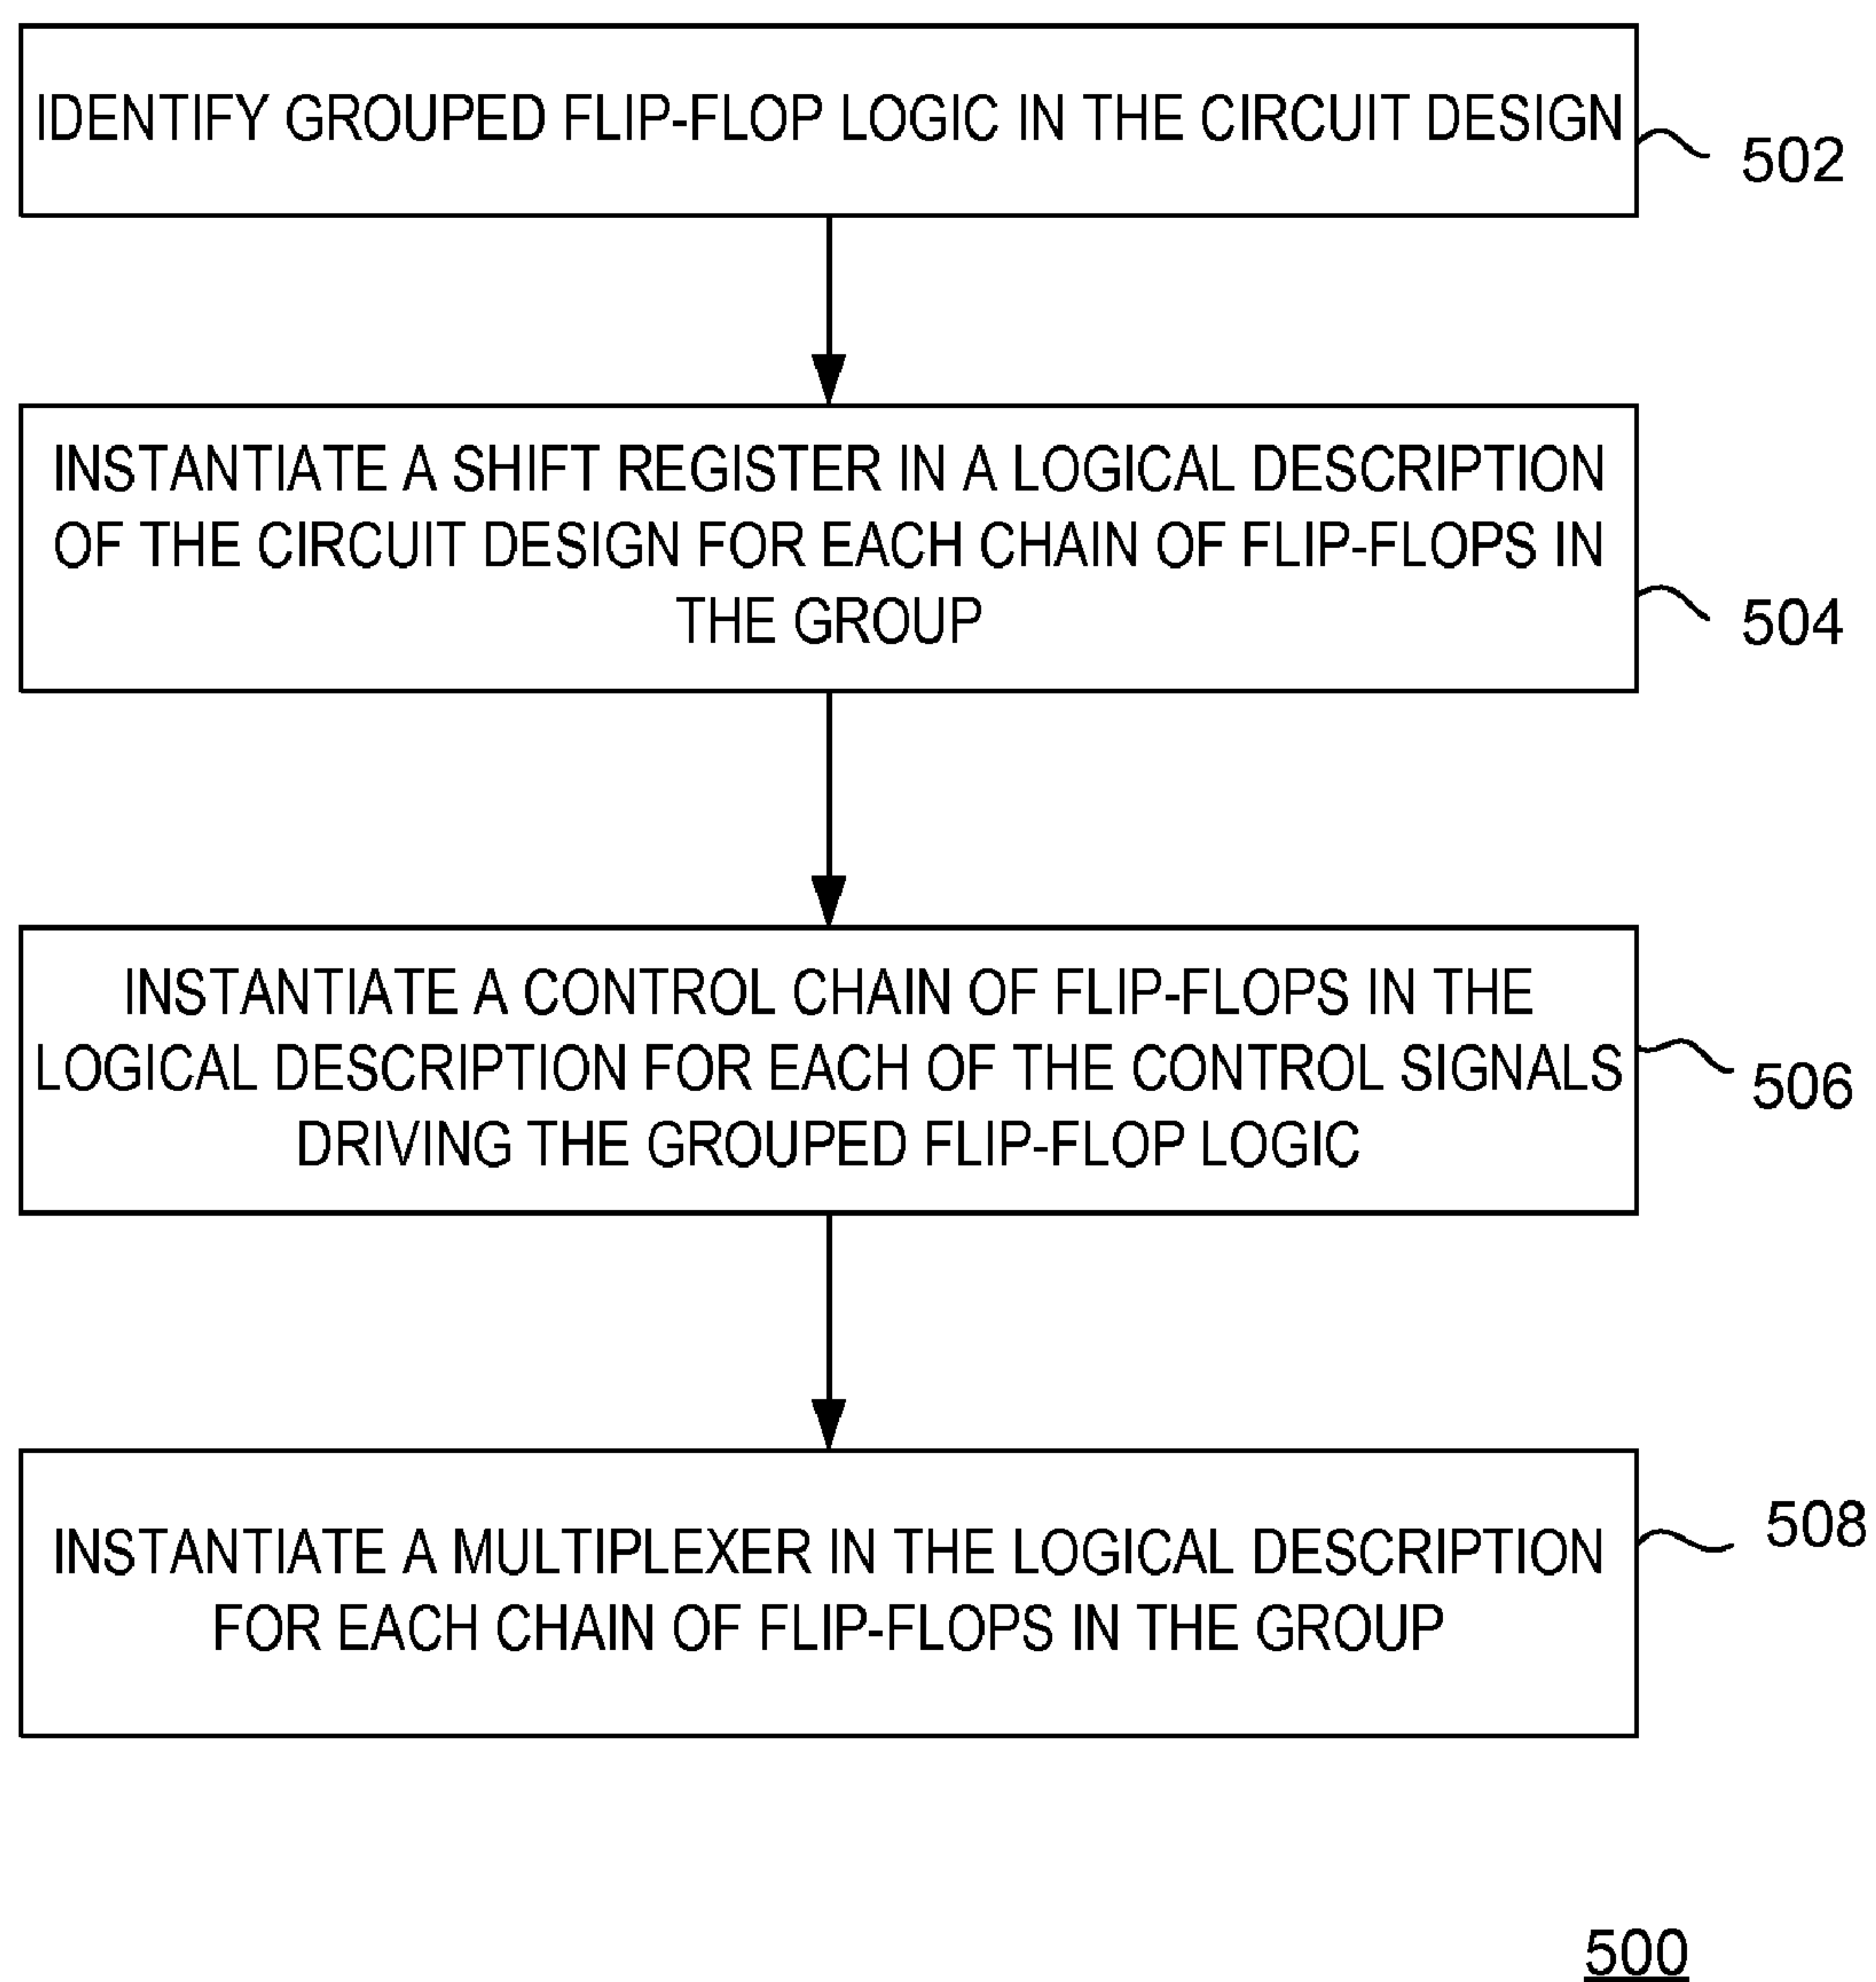 IDENTIFY GROUPED FLIP-FLOP LOGIC IN THE CIRCUIT DESIGN
502
INSTANTIATE A SHIFT REGISTER IN A LOGICAL DESCRIPTION
OF THE CIRCUIT DESIGN FOR EACH CHAIN OF FLIP-FLOPS IN
THE GROUP
504
INSTANTIATE A CONTROL CHAIN OF FLIP-FLOPS IN THE
LOGICAL DESCRIPTION FOR EACH OF THE CONTROL SIGNALS
DRIVING THE GROUPED FLIP-FLOP LOGIC
506
INSTANTIATE A MULTIPLEXER IN THE LOGICAL DESCRIPTION
FOR EACH CHAIN OF FLIP-FLOPS IN THE GROUP
508
500